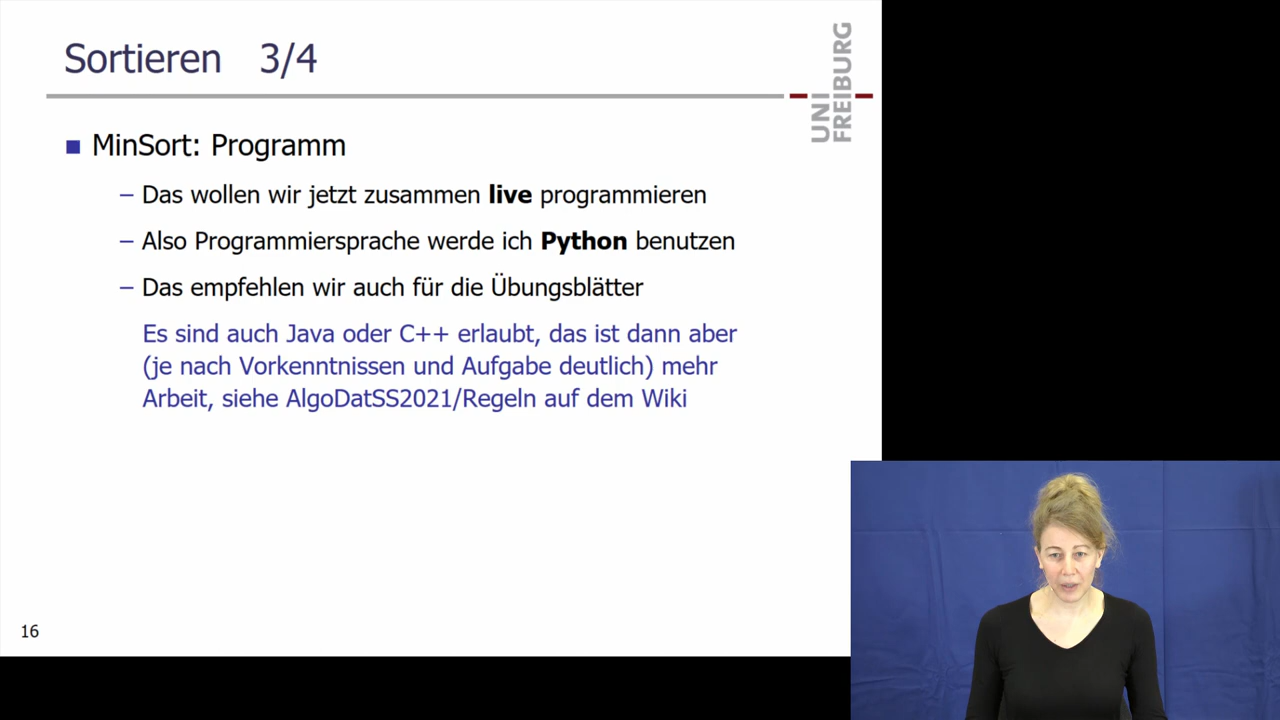 Sortieren 3/4
UNI
FREIBURG
MinSort: Programm
– Das wollen wir jetzt zusammen live programmieren
– Also Programmiersprache werde ich Python benutzen
– Das empfehlen wir auch für die Übungsblätter
Es sind auch Java oder C++ erlaubt, das ist dann aber
(je nach Vorkenntnissen und Aufgabe deutlich) mehr
Arbeit, siehe AlgoDatSS2021/Regeln auf dem Wiki
16